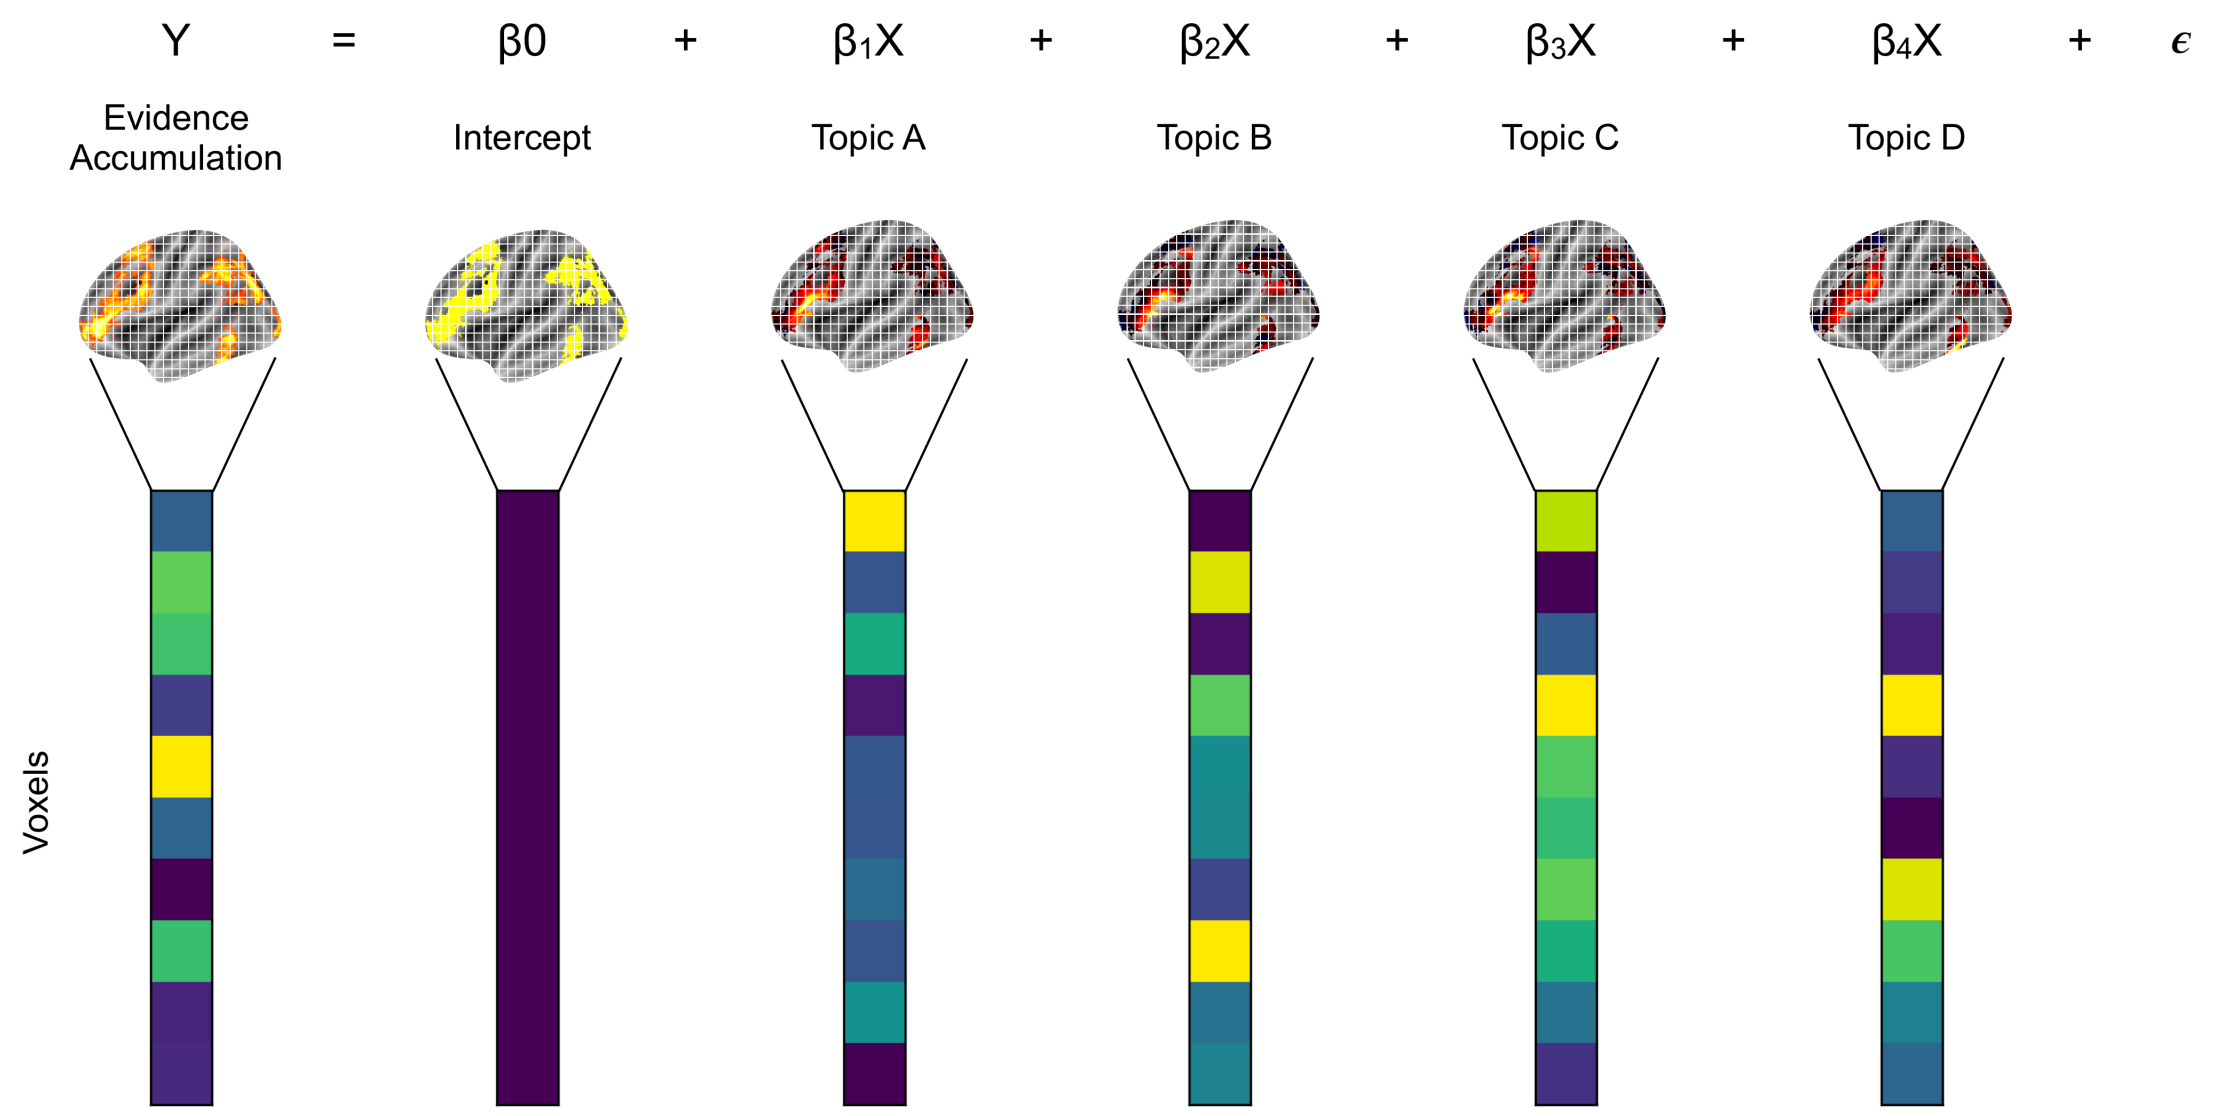 Y = β0 + β₁X + β₂X + β₃X + β₄X + ϵ
Evidence
Accumulation
Intercept
Topic A
Topic B
Topic C
Topic D
Voxels